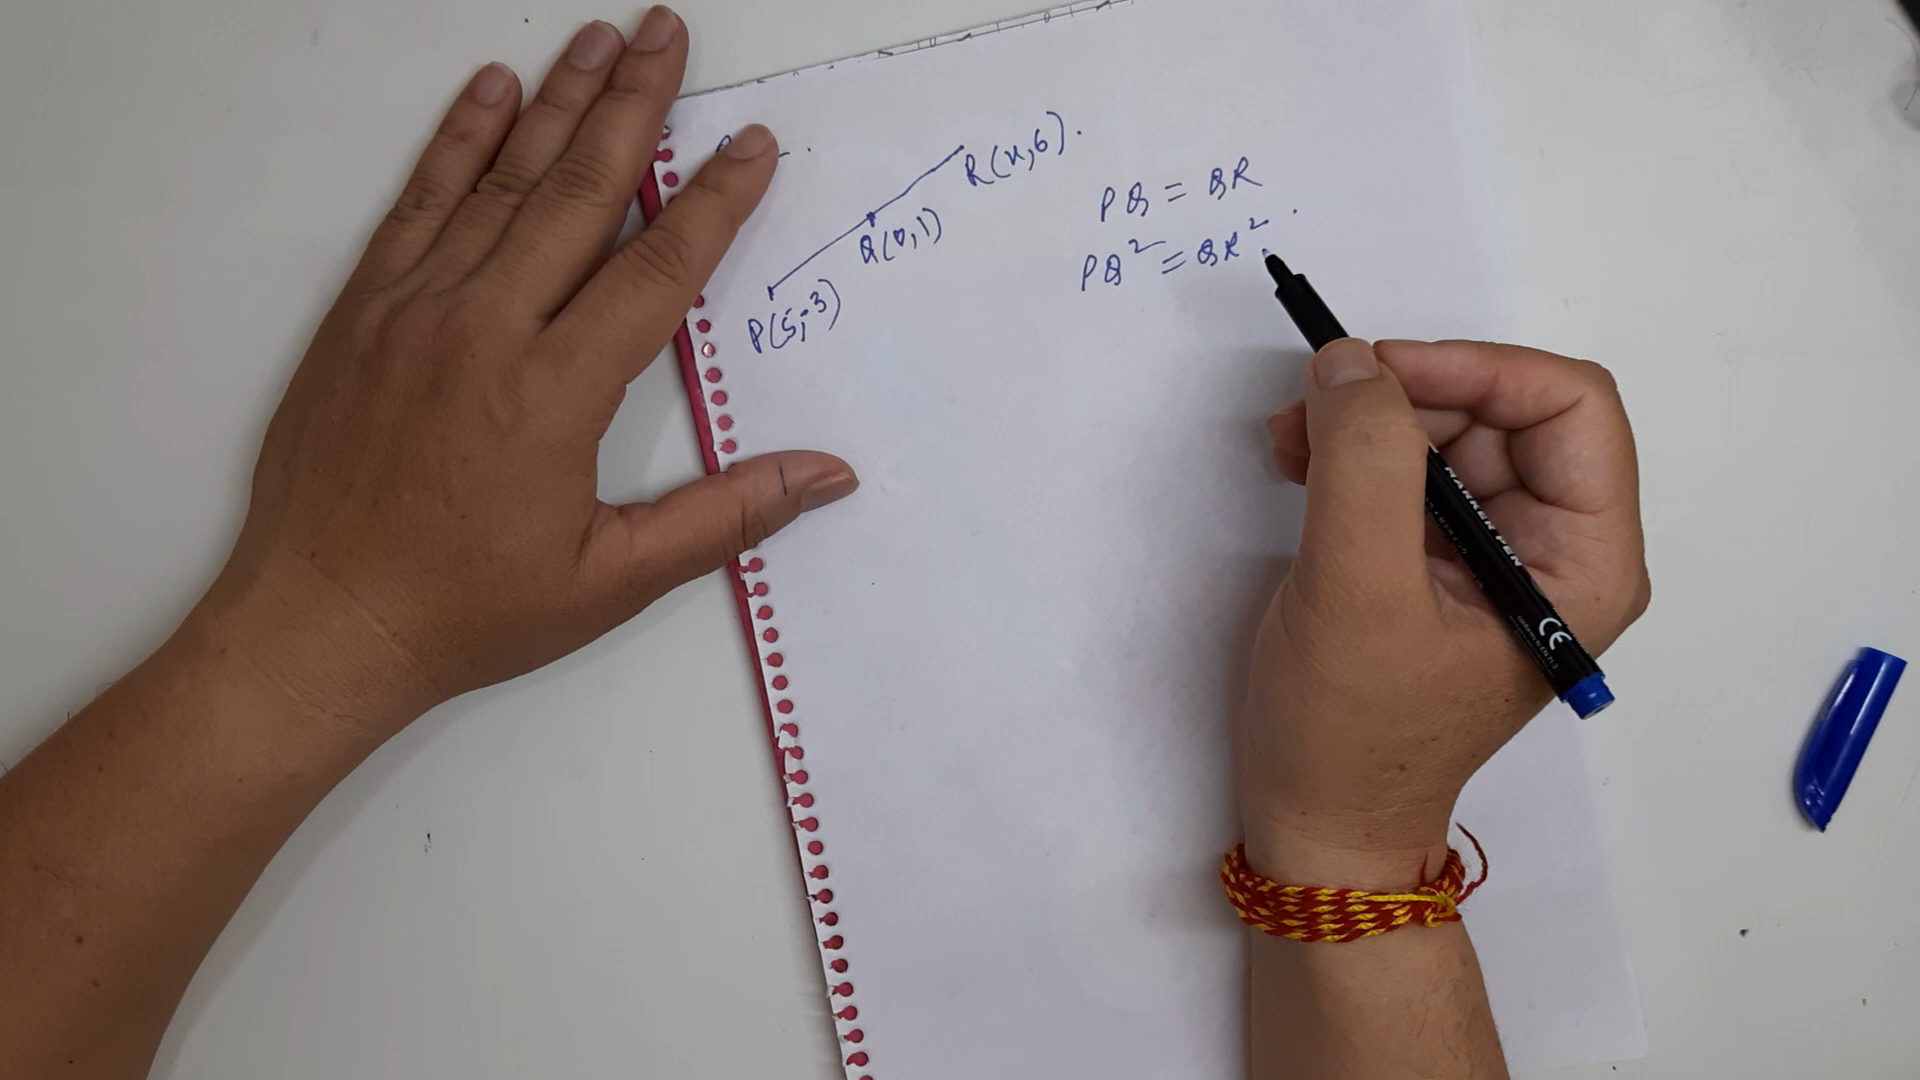 R(x,6).
Q(0,1)
P(5,-3)
PQ = QR
PQ² = QR².
MARKER PEN
CE